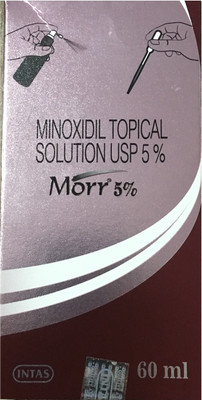 MINOXIDIL TOPICAL
SOLUTION USP 5 %
Morr® 5%
INTAS
60 ml